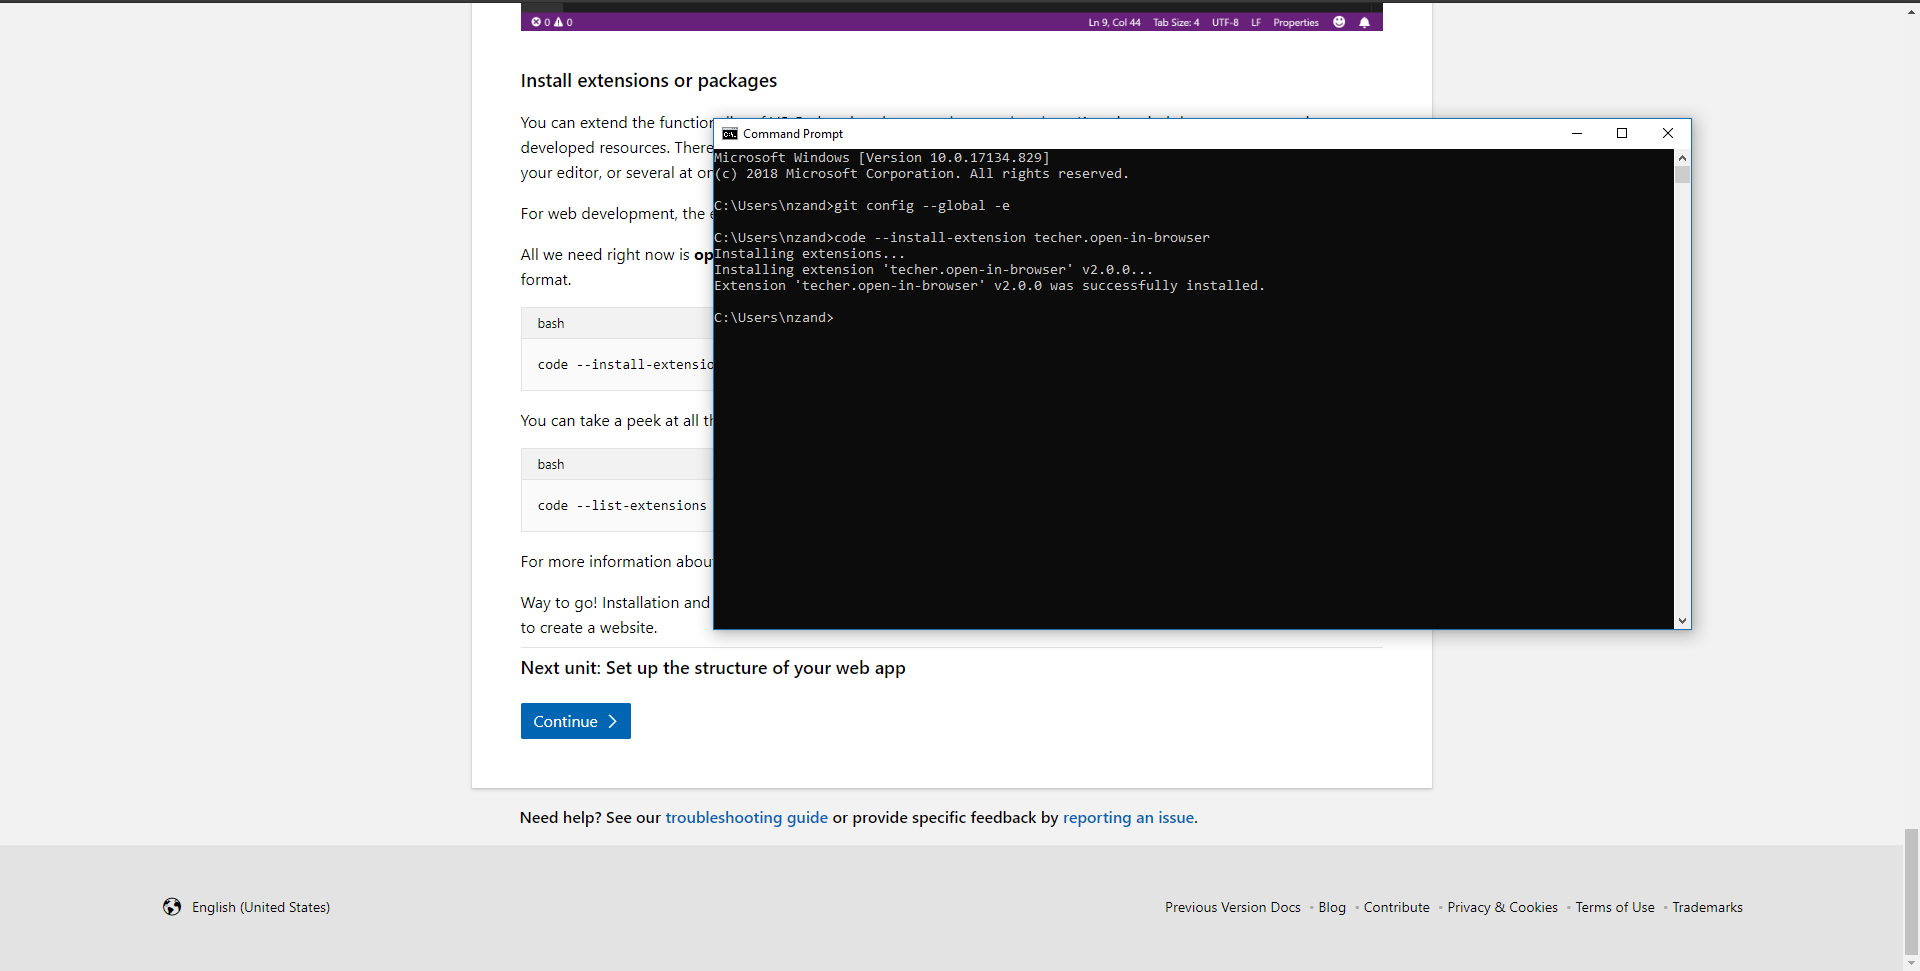 0 0
Ln 9, Col 44 Tab Size: 4 UTF-8 LF Properties
Install extensions or packages
You can extend the function
developed resources. There
your editor, or several at on
For web development, the e
All we need right now is op
format.
bash
code --install-extensio
You can take a peek at all th
bash
code --list-extensions
For more information about
Way to go! Installation and
to create a website.
Next unit: Set up the structure of your web app
Continue
Need help? See our troubleshooting guide or provide specific feedback by reporting an issue.
English (United States)
Previous Version Docs • Blog • Contribute • Privacy & Cookies • Terms of Use • Trademarks
Command Prompt
Microsoft Windows [Version 10.0.17134.829]
(c) 2018 Microsoft Corporation. All rights reserved.
C:\Users\nzand>git config --global -e
C:\Users\nzand>code --install-extension techer.open-in-browser
Installing extensions...
Installing extension 'techer.open-in-browser' v2.0.0...
Extension 'techer.open-in-browser' v2.0.0 was successfully installed.
C:\Users\nzand>